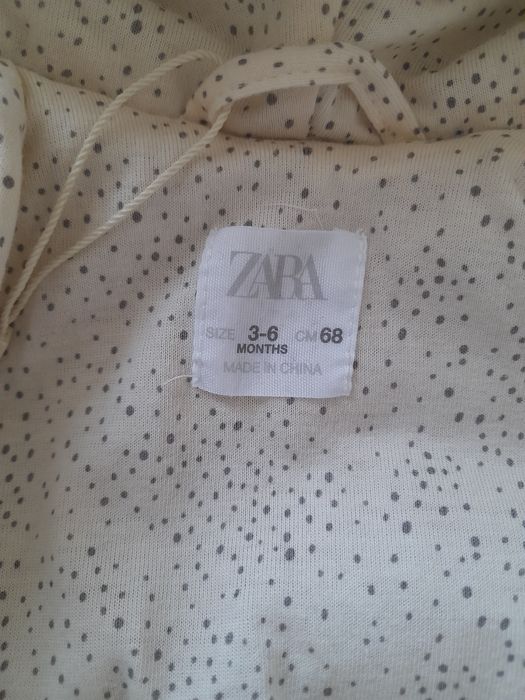 ZARA
SIZE 3-6 CM 68
MONTHS
MADE IN CHINA